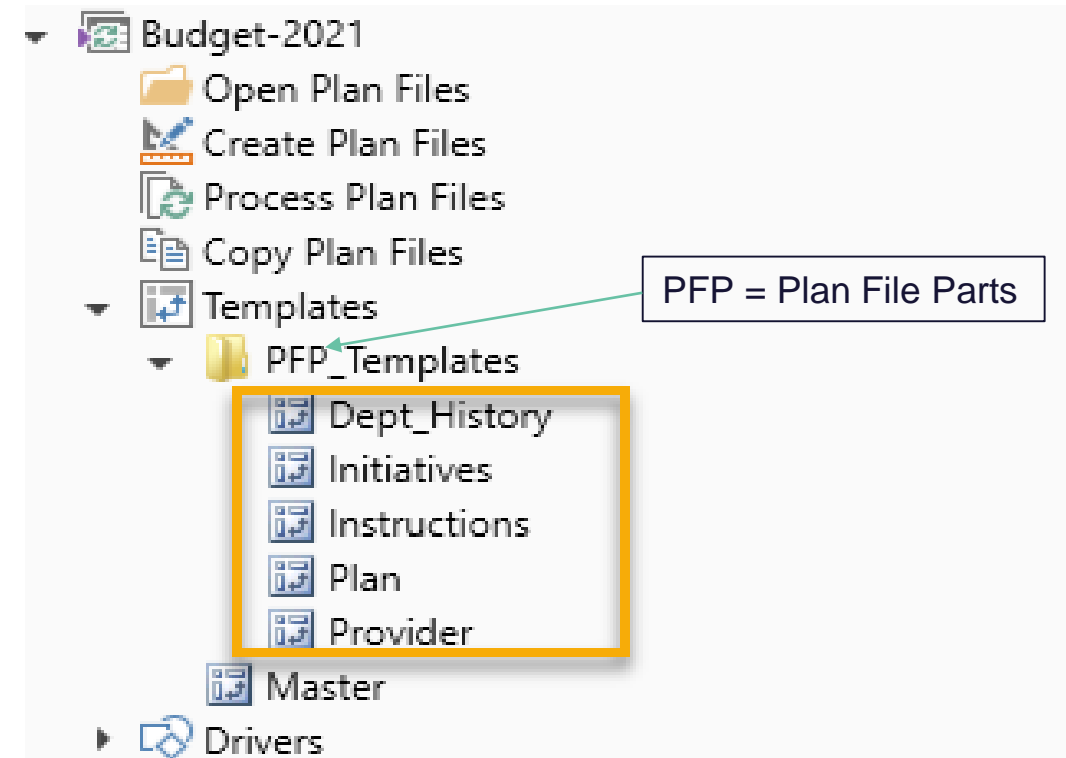 Budget-2021
Open Plan Files
Create Plan Files
Process Plan Files
Copy Plan Files
PFP = Plan File Parts
Templates
PFP_Templates
Dept_History
Initiatives
Instructions
Plan
Provider
Master
Drivers